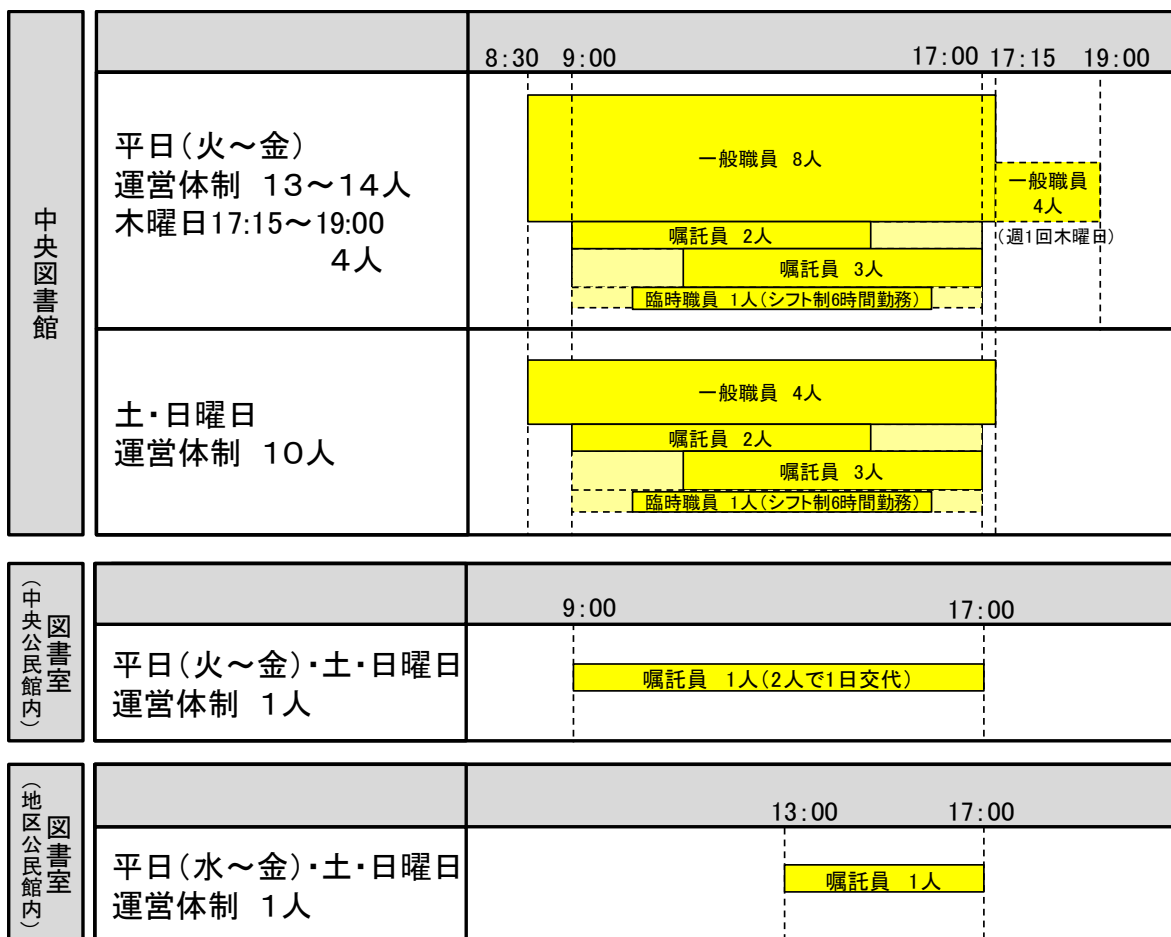 中央図書館
8:30 9:00 17:00 17:15 19:00
平日(火～金)
運営体制 13～14人
木曜日17:15～19:00
4人
一般職員 8人
一般職員
4人
(週1回木曜日)
嘱託員 2人
嘱託員 3人
臨時職員 1人(シフト制6時間勤務)
土・日曜日
運営体制 10人
一般職員 4人
嘱託員 2人
嘱託員 3人
臨時職員 1人(シフト制6時間勤務)
図書室
(中央公民館内)
9:00 17:00
平日(火～金)・土・日曜日
運営体制 1人
嘱託員 1人(2人で1日交代)
図書室
(地区公民館内)
13:00 17:00
平日(水～金)・土・日曜日
運営体制 1人
嘱託員 1人